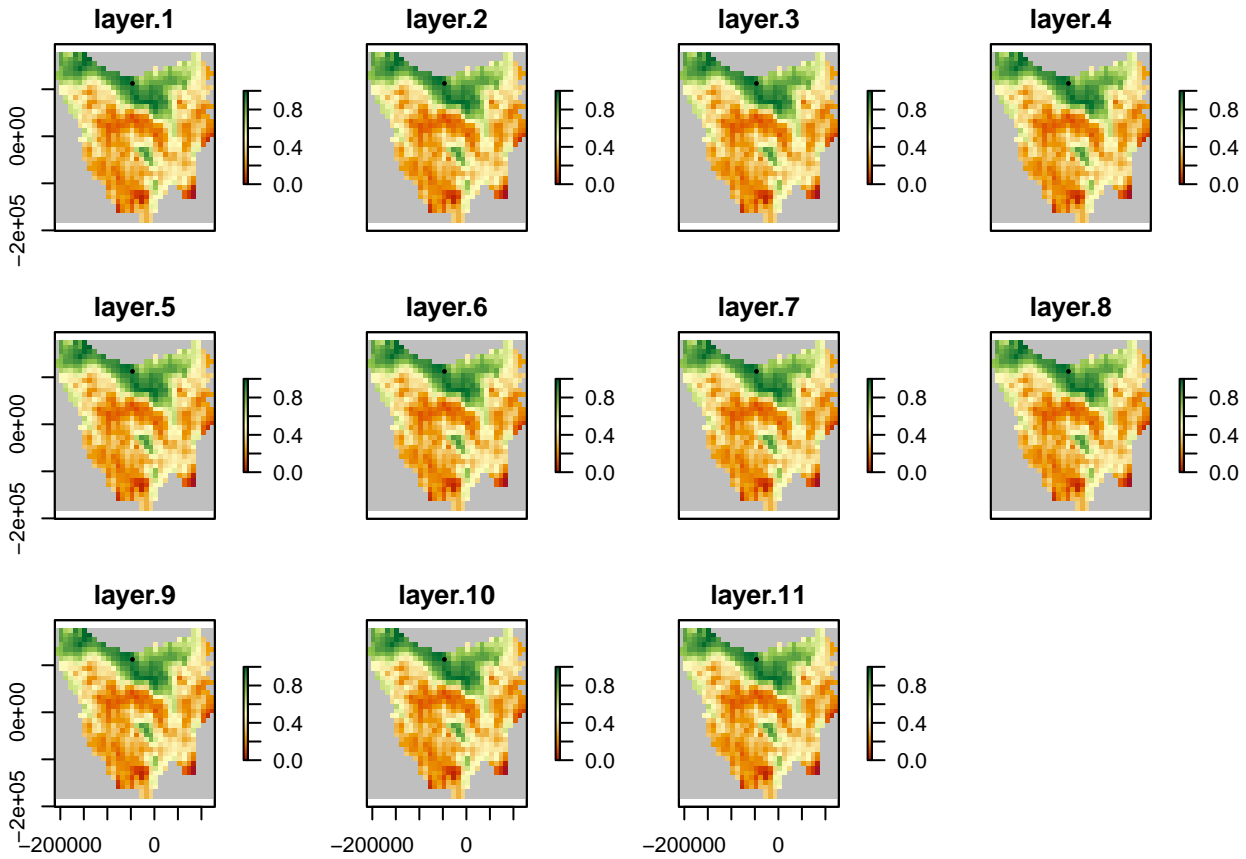 layer.1 layer.2 layer.3 layer.4
0e+00
−2e+05
0.8 0.8 0.8 0.8
0.4 0.4 0.4 0.4
0.0 0.0 0.0 0.0
layer.5 layer.6 layer.7 layer.8
0e+00
−2e+05
0.8 0.8 0.8 0.8
0.4 0.4 0.4 0.4
0.0 0.0 0.0 0.0
layer.9 layer.10 layer.11
0e+00
−2e+05
0.8 0.8 0.8
0.4 0.4 0.4
0.0 0.0 0.0
−200000 0 −200000 0 −200000 0